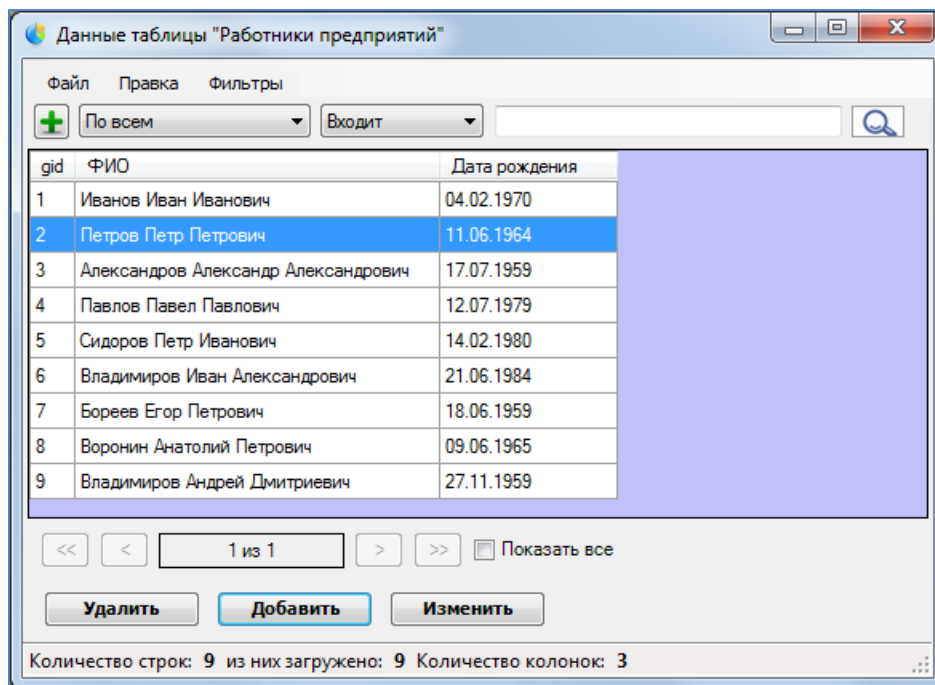 Данные таблицы "Работники предприятий"
Файл Правка Фильтры
По всем Входит
gid ФИО Дата рождения
1 Иванов Иван Иванович 04.02.1970
2 Петров Петр Петрович 11.06.1964
3 Александров Александр Александрович 17.07.1959
4 Павлов Павел Павлович 12.07.1979
5 Сидоров Петр Иванович 14.02.1980
6 Владимиров Иван Александрович 21.06.1984
7 Бореев Егор Петрович 18.06.1959
8 Воронин Анатолий Петрович 09.06.1965
9 Владимиров Андрей Дмитриевич 27.11.1959
<< < 1 из 1 > >> Показать все
Удалить Добавить Изменить
Количество строк: 9 из них загружено: 9 Количество колонок: 3